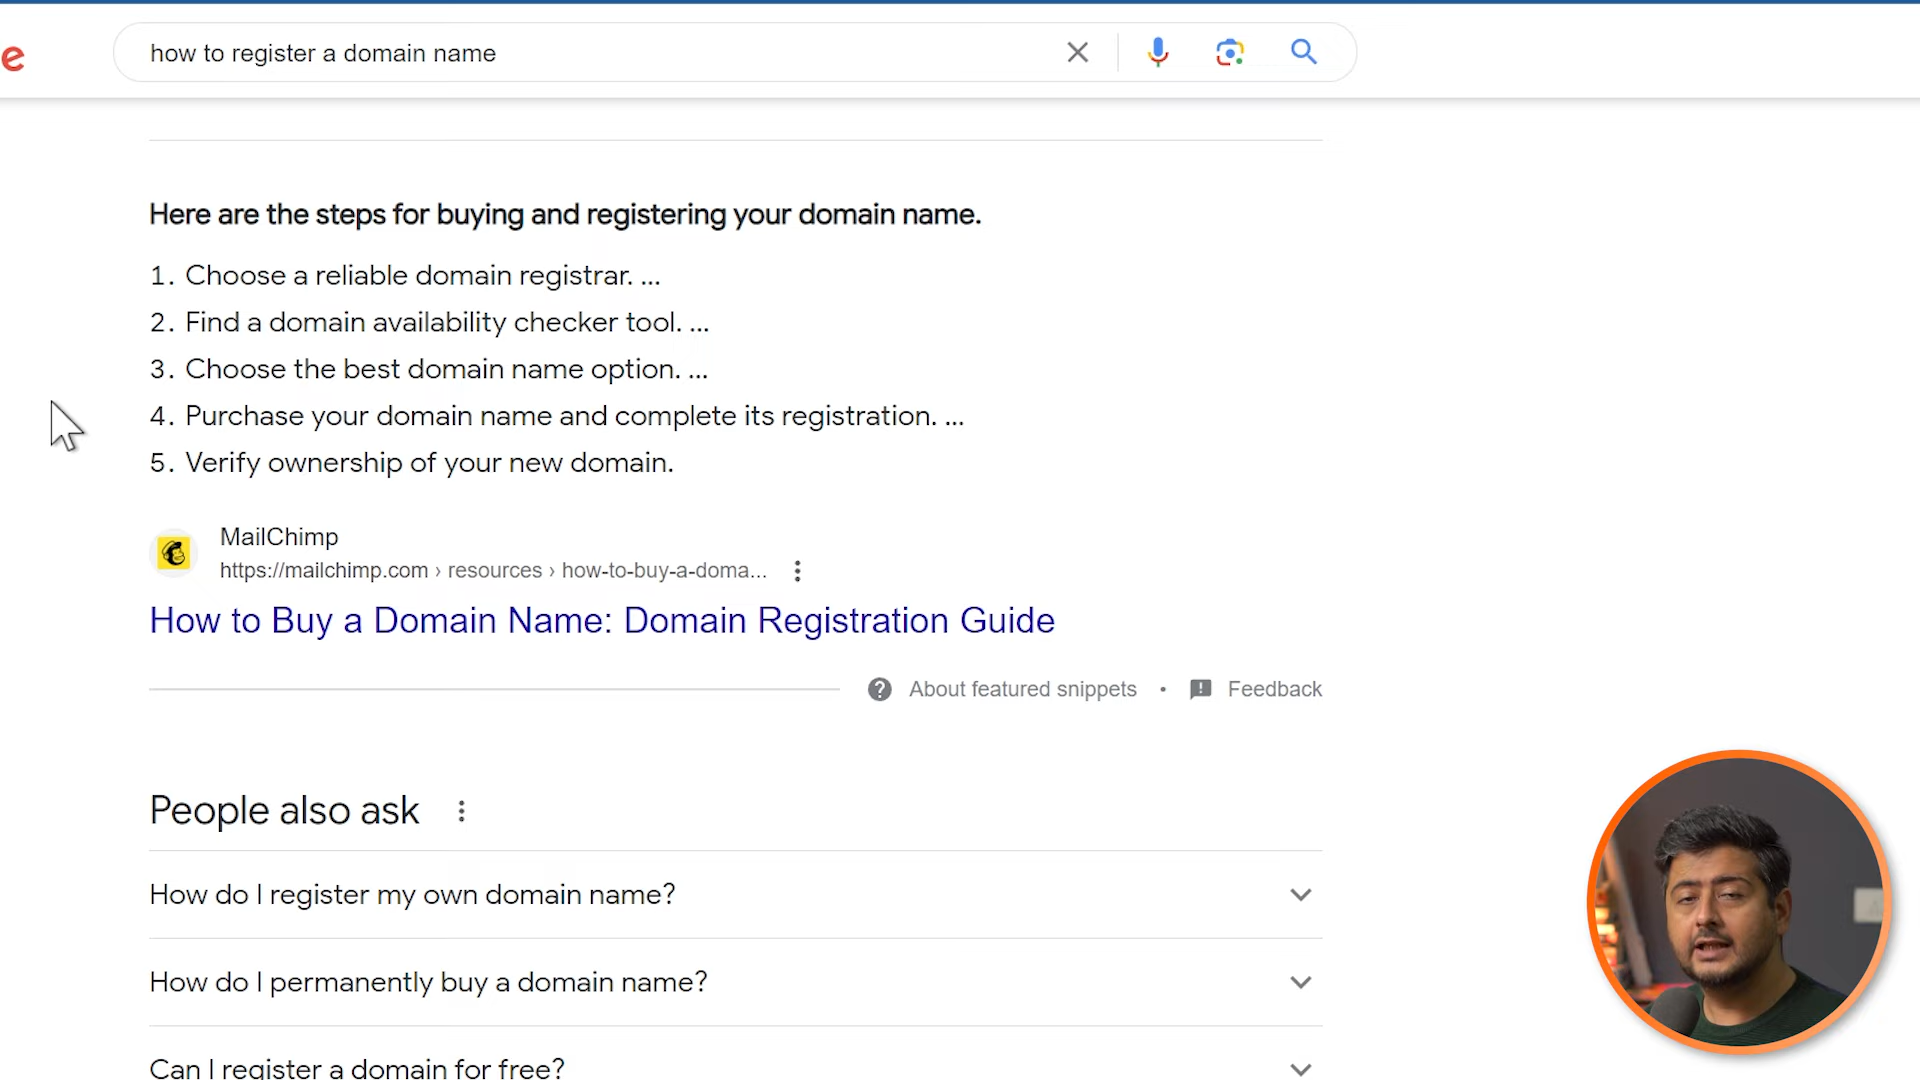 e
how to register a domain name
Here are the steps for buying and registering your domain name.
1. Choose a reliable domain registrar. ...
2. Find a domain availability checker tool. ...
3. Choose the best domain name option. ...
4. Purchase your domain name and complete its registration. ...
5. Verify ownership of your new domain.
MailChimp
https://mailchimp.com › resources › how-to-buy-a-doma...
How to Buy a Domain Name: Domain Registration Guide
About featured snippets • Feedback
People also ask
How do I register my own domain name?
How do I permanently buy a domain name?
Can I register a domain for free?